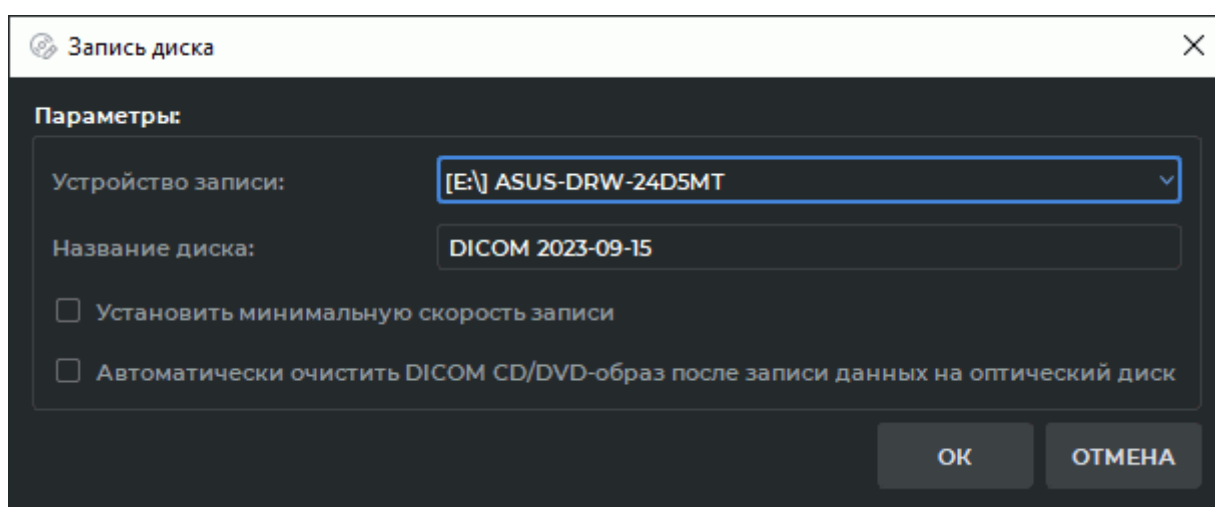 Запись диска
Параметры:
Устройство записи: [E:\] ASUS-DRW-24D5MT
Название диска: DICOM 2023-09-15
Установить минимальную скорость записи
Автоматически очистить DICOM CD/DVD-образ после записи данных на оптический диск
ОК ОТМЕНА